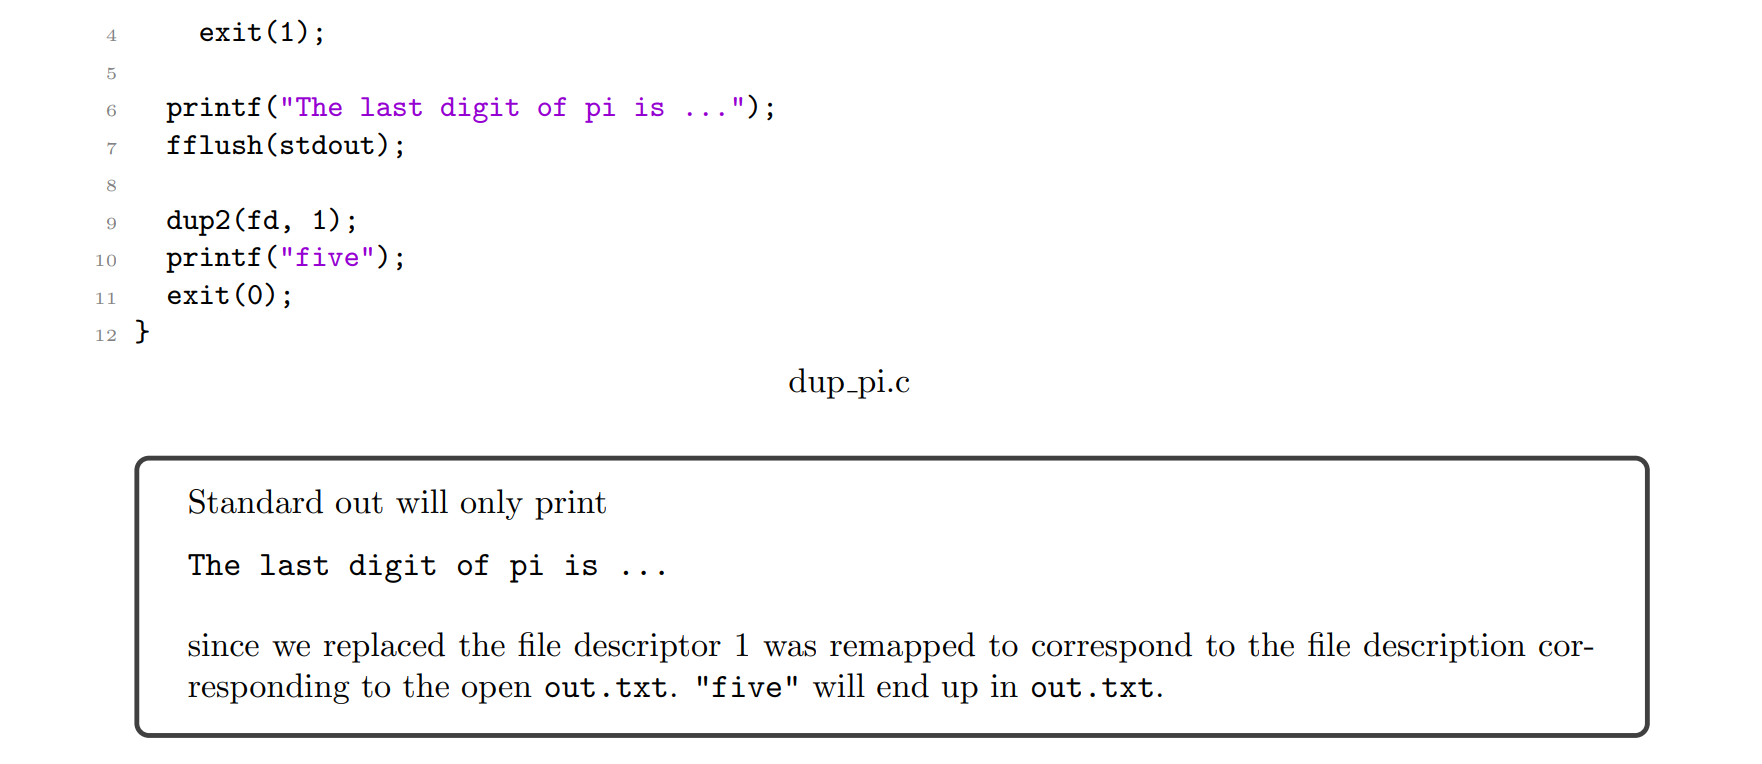 4 exit(1);
5
6 printf("The last digit of pi is ...");
7 fflush(stdout);
8
9 dup2(fd, 1);
10 printf("five");
11 exit(0);
12 }
dup_pi.c
Standard out will only print
The last digit of pi is ...
since we replaced the file descriptor 1 was remapped to correspond to the file description cor-
responding to the open out.txt. "five" will end up in out.txt.